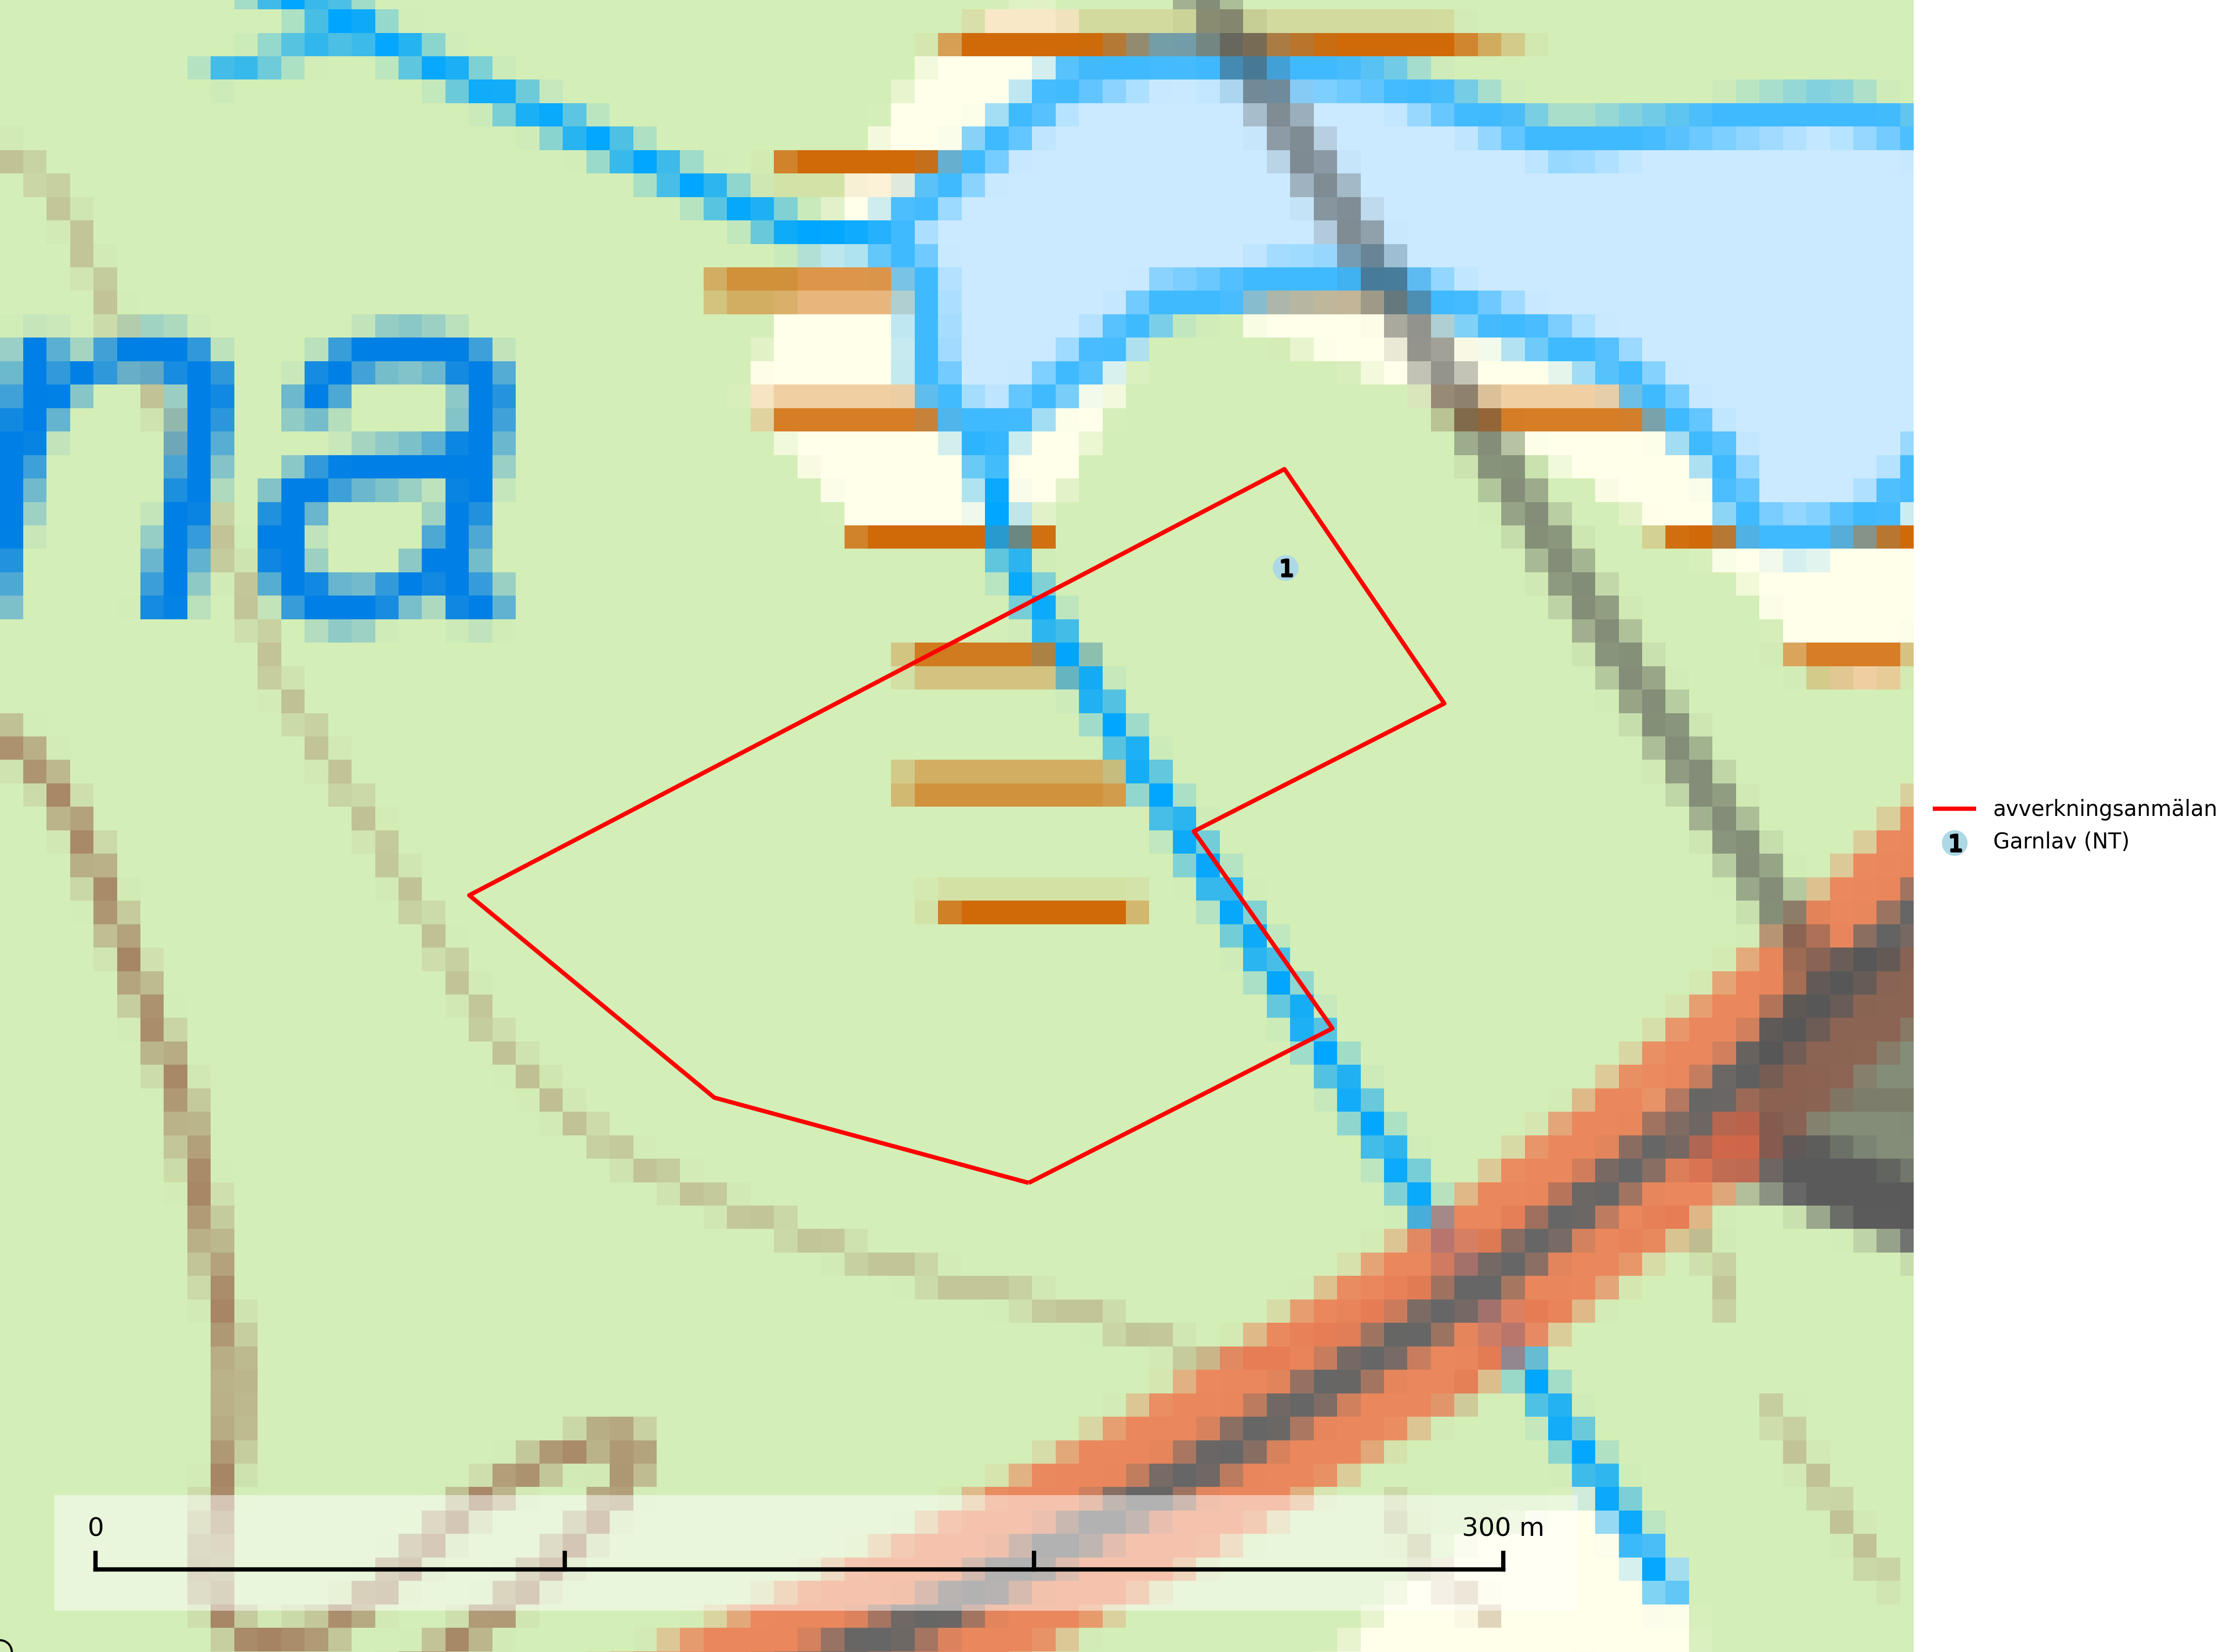 na
1
avverkningsanmälan
1 Garnlav (NT)
0 300 m